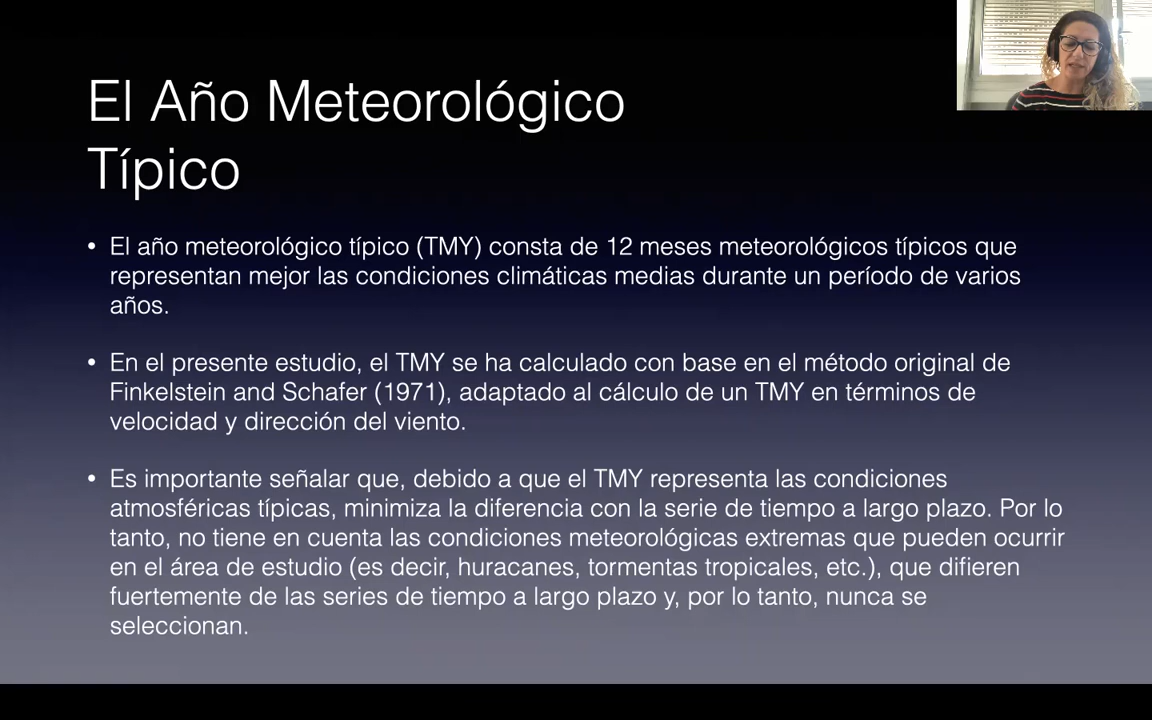 El Año Meteorológico
Típico
• El año meteorológico típico (TMY) consta de 12 meses meteorológicos típicos que
representan mejor las condiciones climáticas medias durante un período de varios
años.
• En el presente estudio, el TMY se ha calculado con base en el método original de
Finkelstein and Schafer (1971), adaptado al cálculo de un TMY en términos de
velocidad y dirección del viento.
• Es importante señalar que, debido a que el TMY representa las condiciones
atmosféricas típicas, minimiza la diferencia con la serie de tiempo a largo plazo. Por lo
tanto, no tiene en cuenta las condiciones meteorológicas extremas que pueden ocurrir
en el área de estudio (es decir, huracanes, tormentas tropicales, etc.), que difieren
fuertemente de las series de tiempo a largo plazo y, por lo tanto, nunca se
seleccionan.